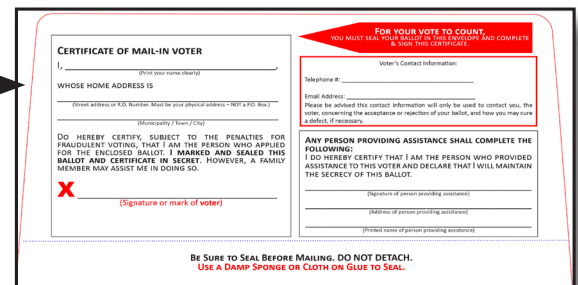 FOR YOUR VOTE TO COUNT,
YOU MUST SEAL YOUR BALLOT IN THIS ENVELOPE AND COMPLETE
& SIGN THIS CERTIFICATE.
CERTIFICATE OF MAIL-IN VOTER
I,
(Print your name clearly)
WHOSE HOME ADDRESS IS
(Street address or R.D. Number. Must be your physical address – NOT a P.O. Box.)
(Municipality / Town / City)
DO HEREBY CERTIFY, SUBJECT TO THE PENALTIES FOR
FRAUDULENT VOTING, THAT I AM THE PERSON WHO APPLIED
FOR THE ENCLOSED BALLOT. I MARKED AND SEALED THIS
BALLOT AND CERTIFICATE IN SECRET. HOWEVER, A FAMILY
MEMBER MAY ASSIST ME IN DOING SO.
X
(Signature or mark of voter)
Voter's Contact Information:
Telephone #:
Email Address:
Please be advised this contact information will only be used to contact you, the
voter, concerning the acceptance or rejection of your ballot, and how you may cure
a defect, if necessary.
ANY PERSON PROVIDING ASSISTANCE SHALL COMPLETE THE
FOLLOWING:
I DO HEREBY CERTIFY THAT I AM THE PERSON WHO PROVIDED
ASSISTANCE TO THIS VOTER AND DECLARE THAT I WILL MAINTAIN
THE SECRECY OF THIS BALLOT.
(Signature of person providing assistance)
(Address of person providing assistance)
(Printed name of person providing assistance)
BE SURE TO SEAL BEFORE MAILING. DO NOT DETACH.
USE A DAMP SPONGE OR CLOTH ON GLUE TO SEAL.